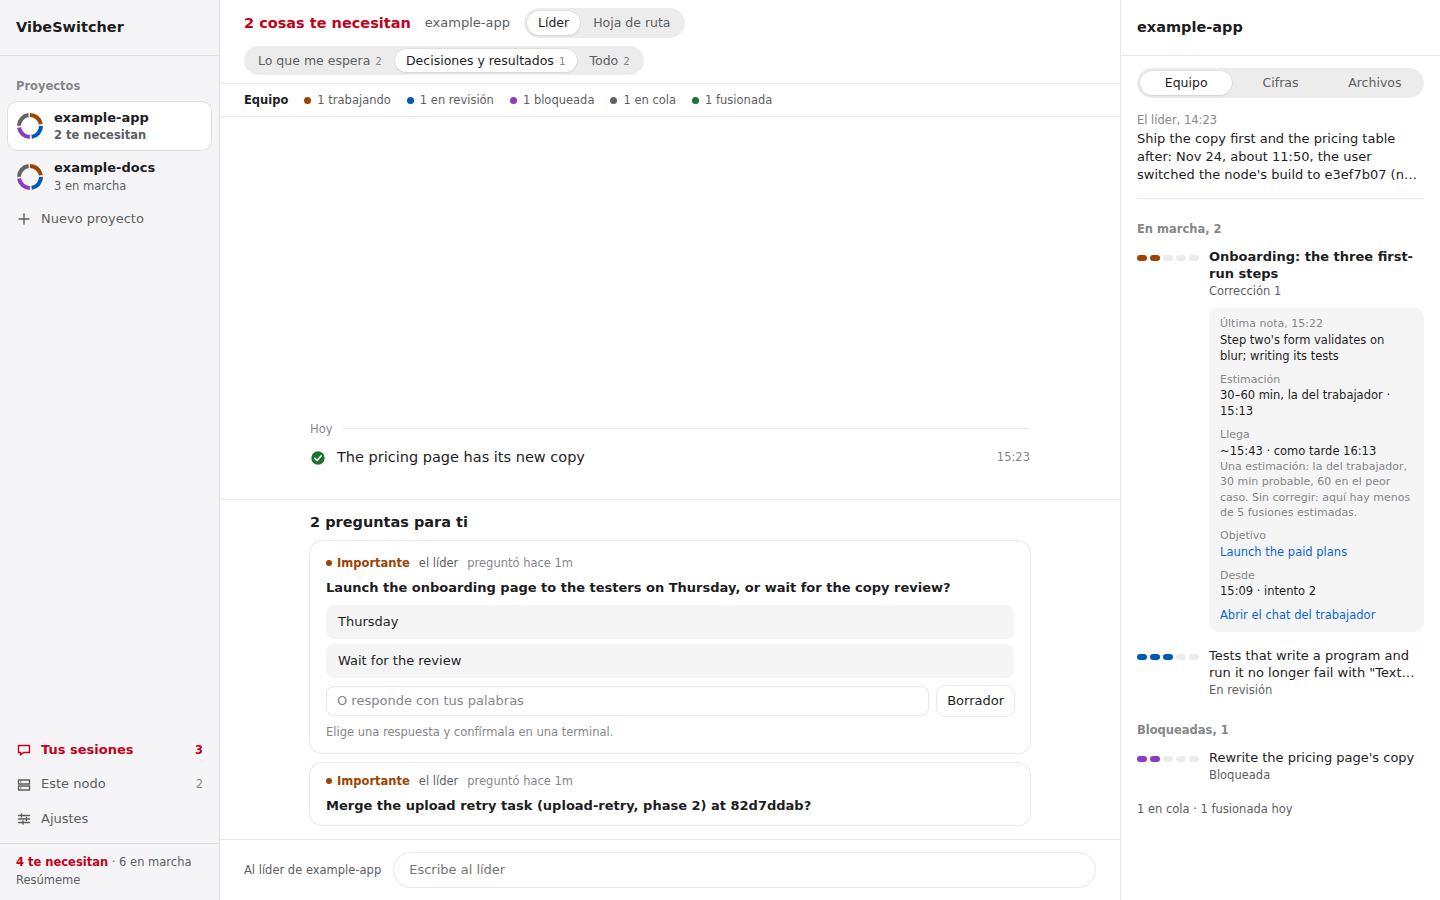 VibeSwitcher
Proyectos
example-app
2 te necesitan
example-docs
3 en marcha
Nuevo proyecto
Tus sesiones 3
Este nodo 2
Ajustes
4 te necesitan · 6 en marcha
Resúmeme
2 cosas te necesitan example-app Líder Hoja de ruta
Lo que me espera 2 Decisiones y resultados 1 Todo 2
Equipo 1 trabajando 1 en revisión 1 bloqueada 1 en cola 1 fusionada
Hoy
The pricing page has its new copy 15:23
2 preguntas para ti
Importante el líder preguntó hace 1m
Launch the onboarding page to the testers on Thursday, or wait for the copy review?
Thursday
Wait for the review
O responde con tus palabras Borrador
Elige una respuesta y confírmala en una terminal.
Importante el líder preguntó hace 1m
Merge the upload retry task (upload-retry, phase 2) at 82d7ddab?
Al líder de example-app Escribe al líder
example-app
Equipo Cifras Archivos
El líder, 14:23
Ship the copy first and the pricing table
after: Nov 24, about 11:50, the user
switched the node's build to e3ef7b07 (n…
En marcha, 2
Onboarding: the three first-
run steps
Corrección 1
Última nota, 15:22
Step two's form validates on
blur; writing its tests
Estimación
30–60 min, la del trabajador ·
15:13
Llega
~15:43 · como tarde 16:13
Una estimación: la del trabajador,
30 min probable, 60 en el peor
caso. Sin corregir: aquí hay menos
de 5 fusiones estimadas.
Objetivo
Launch the paid plans
Desde
15:09 · intento 2
Abrir el chat del trabajador
Tests that write a program and
run it no longer fail with "Text…
En revisión
Bloqueadas, 1
Rewrite the pricing page's copy
Bloqueada
1 en cola · 1 fusionada hoy